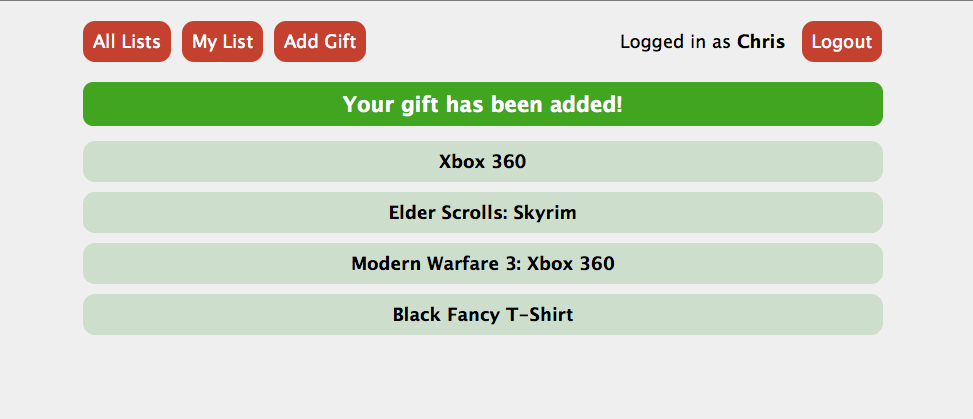 All Lists My List Add Gift Logged in as Chris Logout
Your gift has been added!
Xbox 360
Elder Scrolls: Skyrim
Modern Warfare 3: Xbox 360
Black Fancy T-Shirt